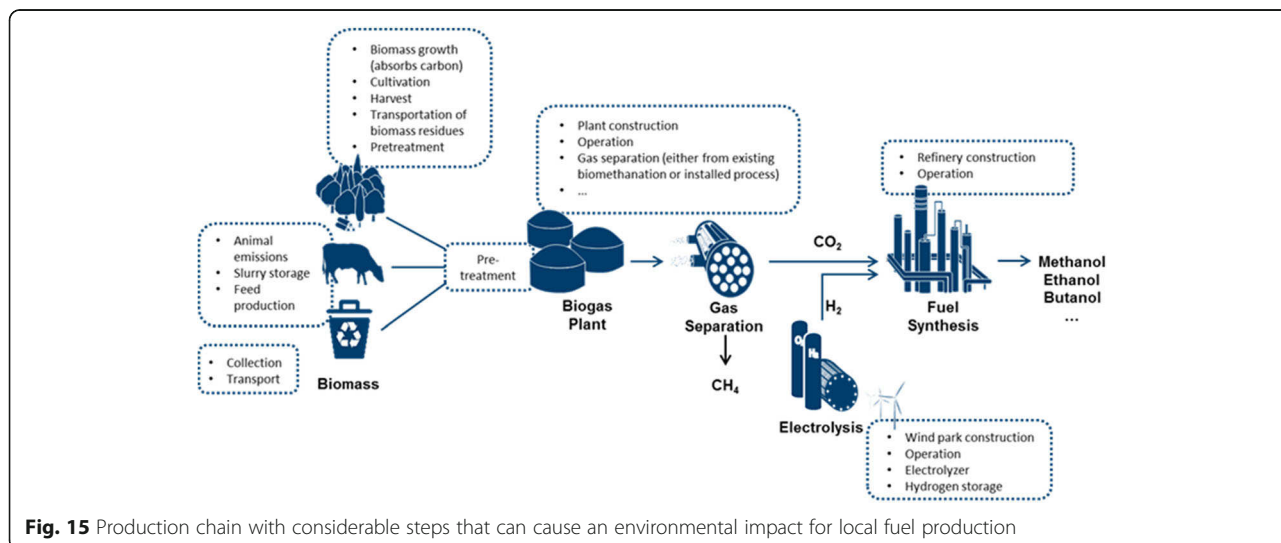 • Biomass growth
(absorbs carbon)
• Cultivation
• Harvest
• Transportation of
biomass residues
• Pretreatment
• Animal
emissions
• Slurry storage
• Feed
production
• Collection
• Transport
Biomass
Pre-
treatment
• Plant construction
• Operation
• Gas separation (either from existing
biomethanation or installed process)
• ...
Biogas
Plant
Gas
Separation
CH₄
CO₂
H₂
O₂
H₂
Electrolysis
• Wind park construction
• Operation
• Electrolyzer
• Hydrogen storage
• Refinery construction
• Operation
Fuel
Synthesis
Methanol
Ethanol
Butanol
...
Fig. 15 Production chain with considerable steps that can cause an environmental impact for local fuel production